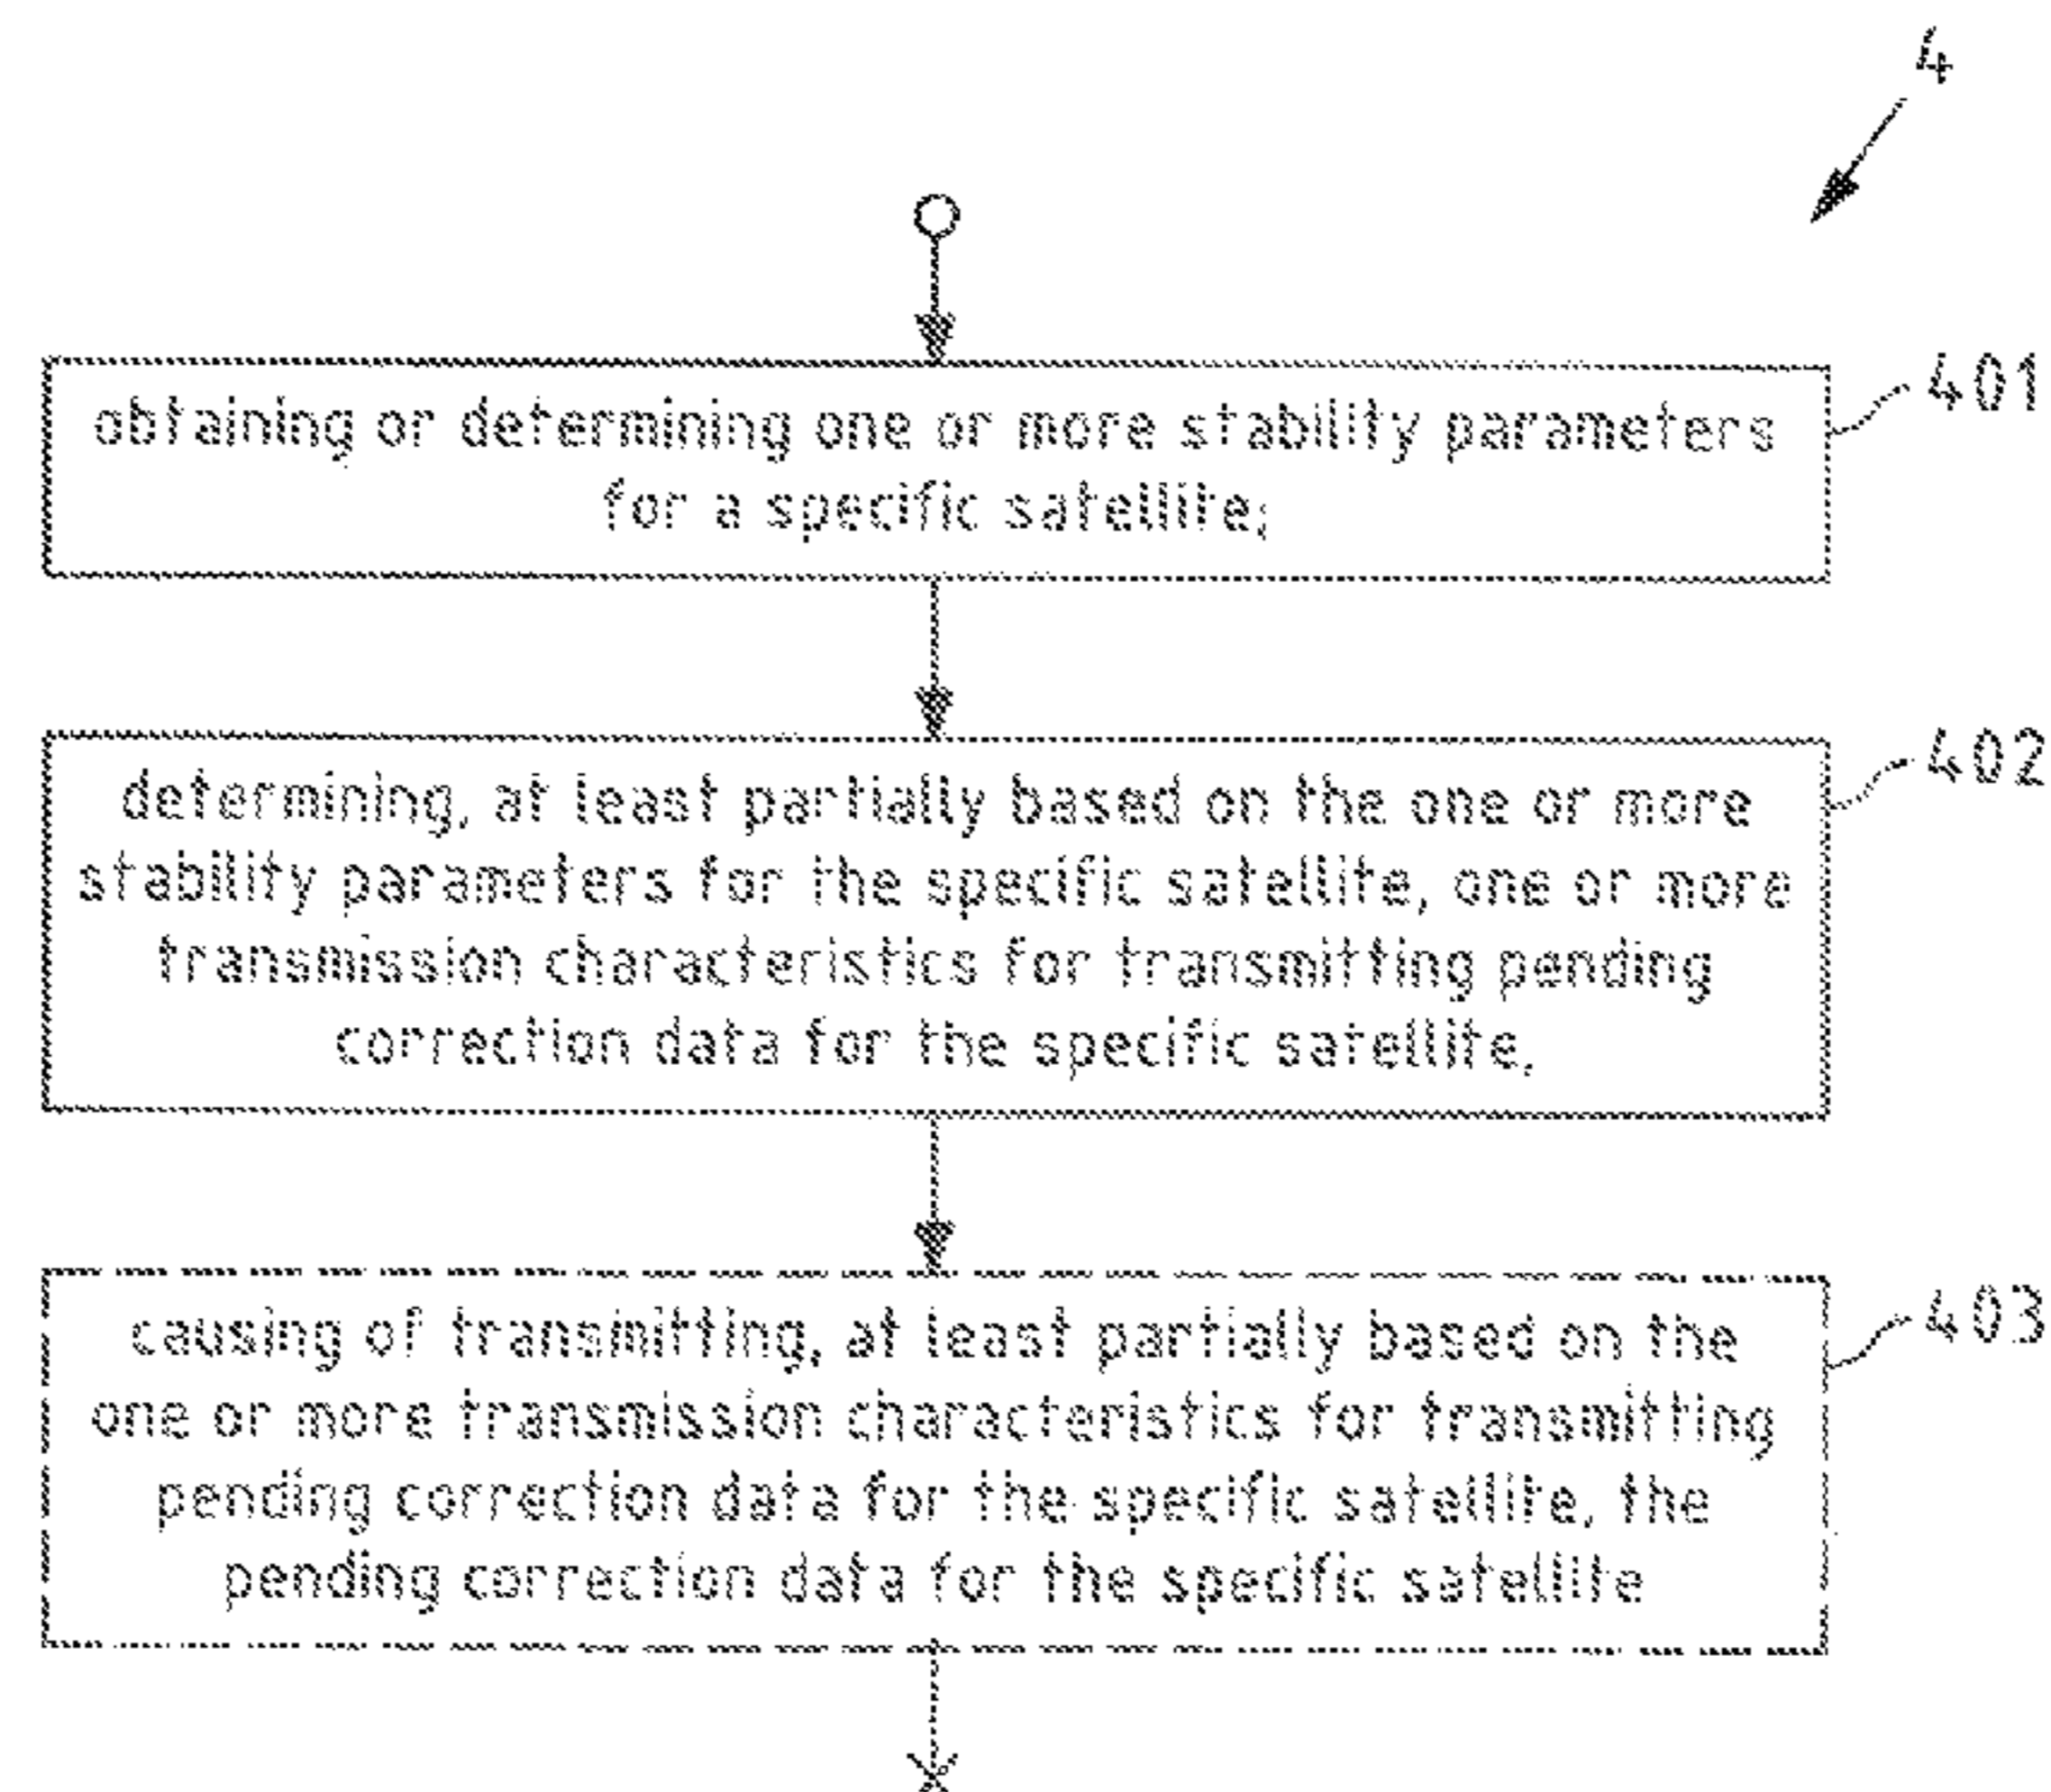 4
401
obtaining or determining one or more stability parameters
for a specific satellite;
402
determining, at least partially based on the one or more
stability parameters for the specific satellite, one or more
transmission characteristics for transmitting pending
correction data for the specific satellite,
403
causing of transmitting, at least partially based on the
one or more transmission characteristics for transmitting
pending correction data for the specific satellite, the
pending correction data for the specific satellite